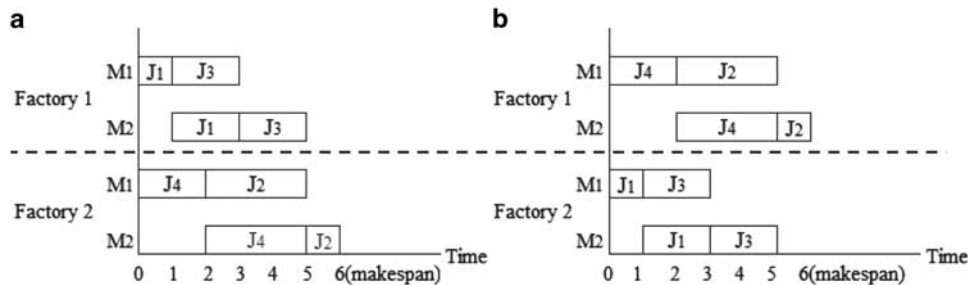 a
M1 J1 J3
Factory 1
M2 J1 J3
M1 J4 J2
Factory 2
M2 J4 J2
Time
0 1 2 3 4 5 6(makespan)
b
M1 J4 J2
Factory 1
M2 J4 J2
M1 J1 J3
Factory 2
M2 J1 J3
Time
0 1 2 3 4 5 6(makespan)